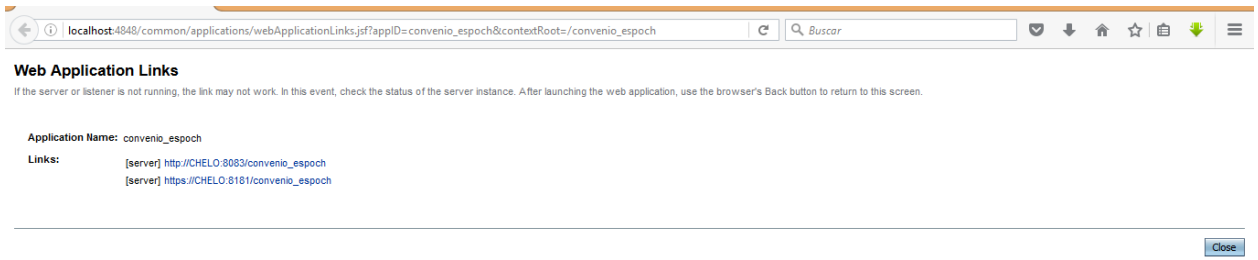 localhost:4848/common/applications/webApplicationLinks.jsf?appID=convenio_espoch&contextRoot=/convenio_espoch
Buscar
Web Application Links
If the server or listener is not running, the link may not work. In this event, check the status of the server instance. After launching the web application, use the browser's Back button to return to this screen.
Application Name: convenio_espoch
Links: [server] http://CHELO:8083/convenio_espoch
[server] https://CHELO:8181/convenio_espoch
Close